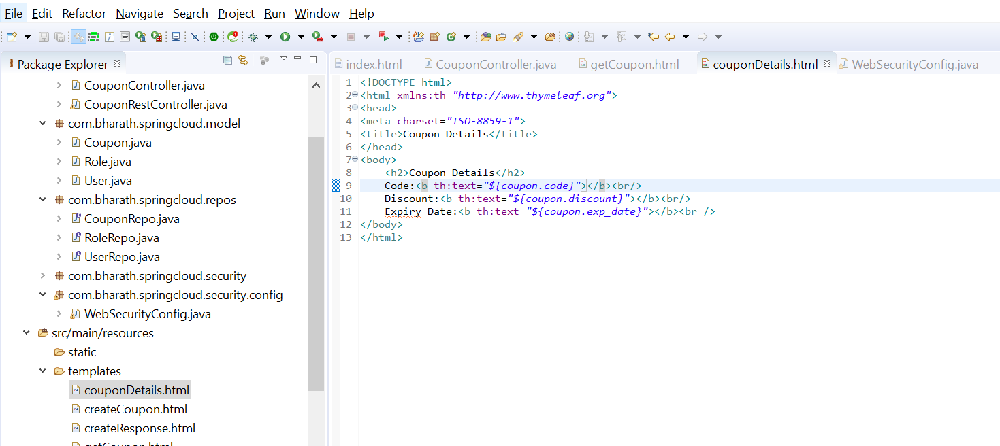 File Edit Refactor Navigate Search Project Run Window Help
Package Explorer
CouponController.java
CouponRestController.java
com.bharath.springcloud.model
Coupon.java
Role.java
User.java
com.bharath.springcloud.repos
CouponRepo.java
RoleRepo.java
UserRepo.java
com.bharath.springcloud.security
com.bharath.springcloud.security.config
WebSecurityConfig.java
src/main/resources
static
templates
couponDetails.html
createCoupon.html
createResponse.html
getCoupon.html
index.html CouponController.java getCoupon.html couponDetails.html WebSecurityConfig.java
1 <!DOCTYPE html>
2 <html xmlns:th="http://www.thymeleaf.org">
3 <head>
4 <meta charset="ISO-8859-1">
5 <title>Coupon Details</title>
6 </head>
7 <body>
8 <h2>Coupon Details</h2>
9 Code:<b th:text="${coupon.code}"></b><br/>
10 Discount:<b th:text="${coupon.discount}"></b><br/>
11 Expiry Date:<b th:text="${coupon.exp_date}"></b><br />
12 </body>
13 </html>